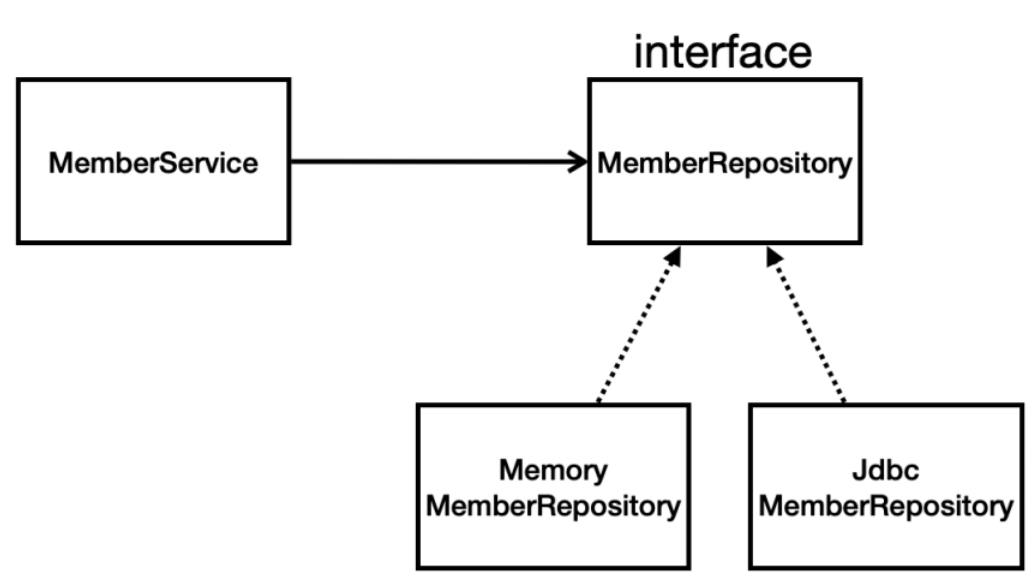 interface
MemberService
MemberRepository
Memory
MemberRepository
Jdbc
MemberRepository